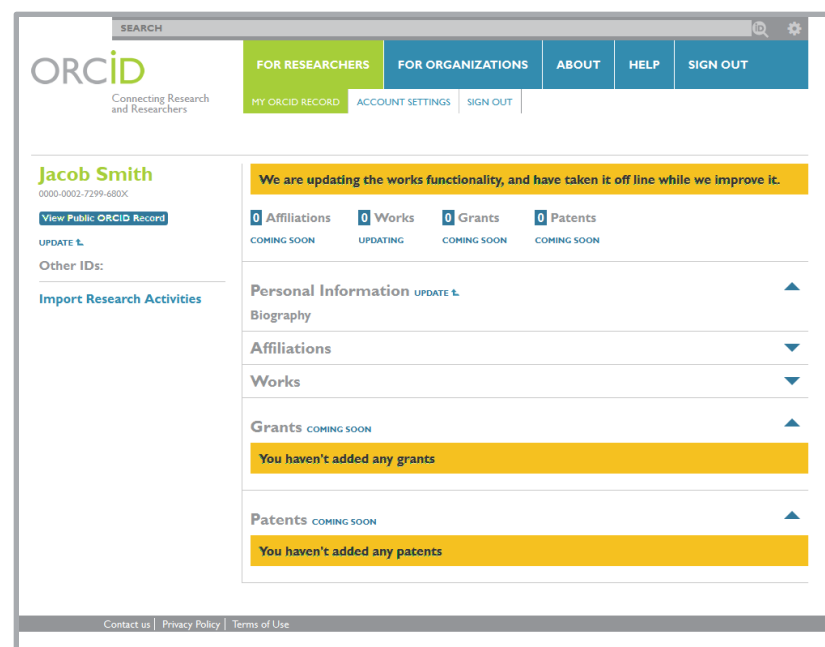 SEARCH
ORCiD
Connecting Research
and Researchers
FOR RESEARCHERS FOR ORGANIZATIONS ABOUT HELP SIGN OUT
MY ORCID RECORD ACCOUNT SETTINGS SIGN OUT
Jacob Smith
0000-0002-7299-680X
View Public ORCID Record
UPDATE
Other IDs:
Import Research Activities
We are updating the works functionality, and have taken it off line while we improve it.
0 Affiliations 0 Works 0 Grants 0 Patents
COMING SOON UPDATING COMING SOON COMING SOON
Personal Information UPDATE
Biography
Affiliations
Works
Grants COMING SOON
You haven't added any grants
Patents COMING SOON
You haven't added any patents
Contact us | Privacy Policy | Terms of Use